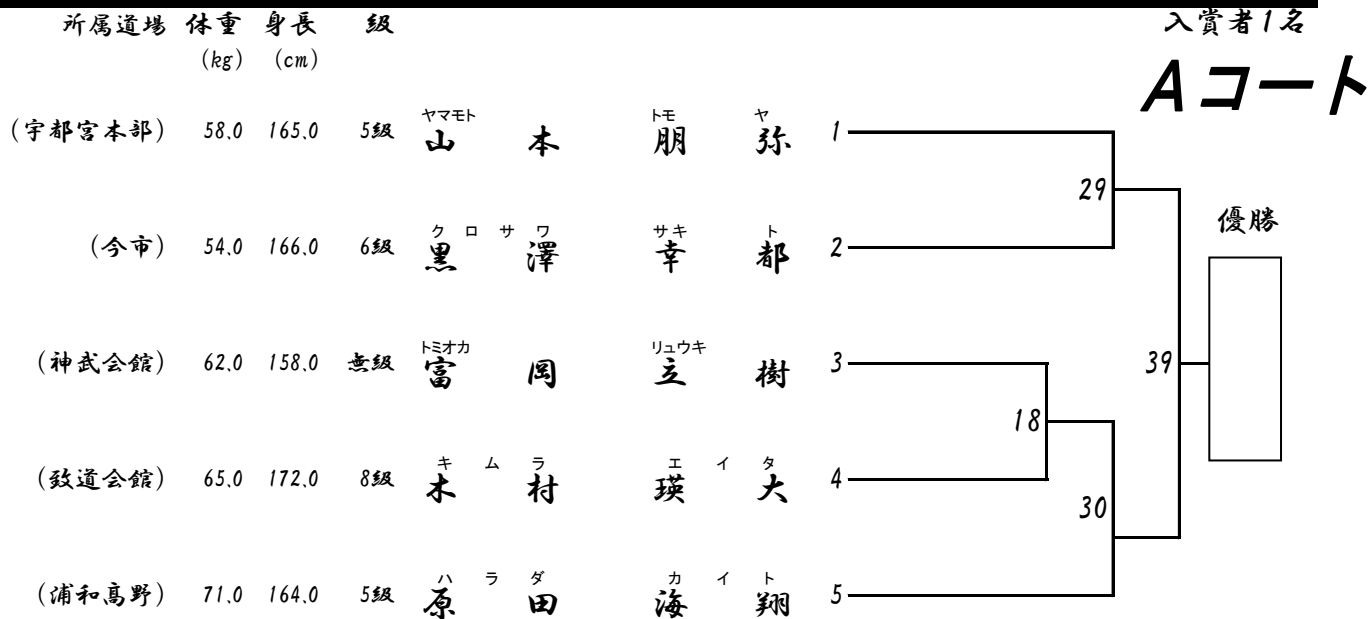 所属道場 体重 身長 級 入賞者1名
(kg) (cm)
Aコート
ヤマモト トモ ヤ
(宇都宮本部) 58.0 165.0 5級 山本 朋弥 1
29
優勝
クロサワ サキ ト
(今市) 54.0 166.0 6級 黒澤 幸都 2
トミオカ リュウキ
(神武会館) 62.0 158.0 無級 富岡 立樹 3
39
18
キムラ エイタ
(致道会館) 65.0 172.0 8級 木村 瑛大 4
30
ハラダ カイト
(浦和高野) 71.0 164.0 5級 原田 海翔 5